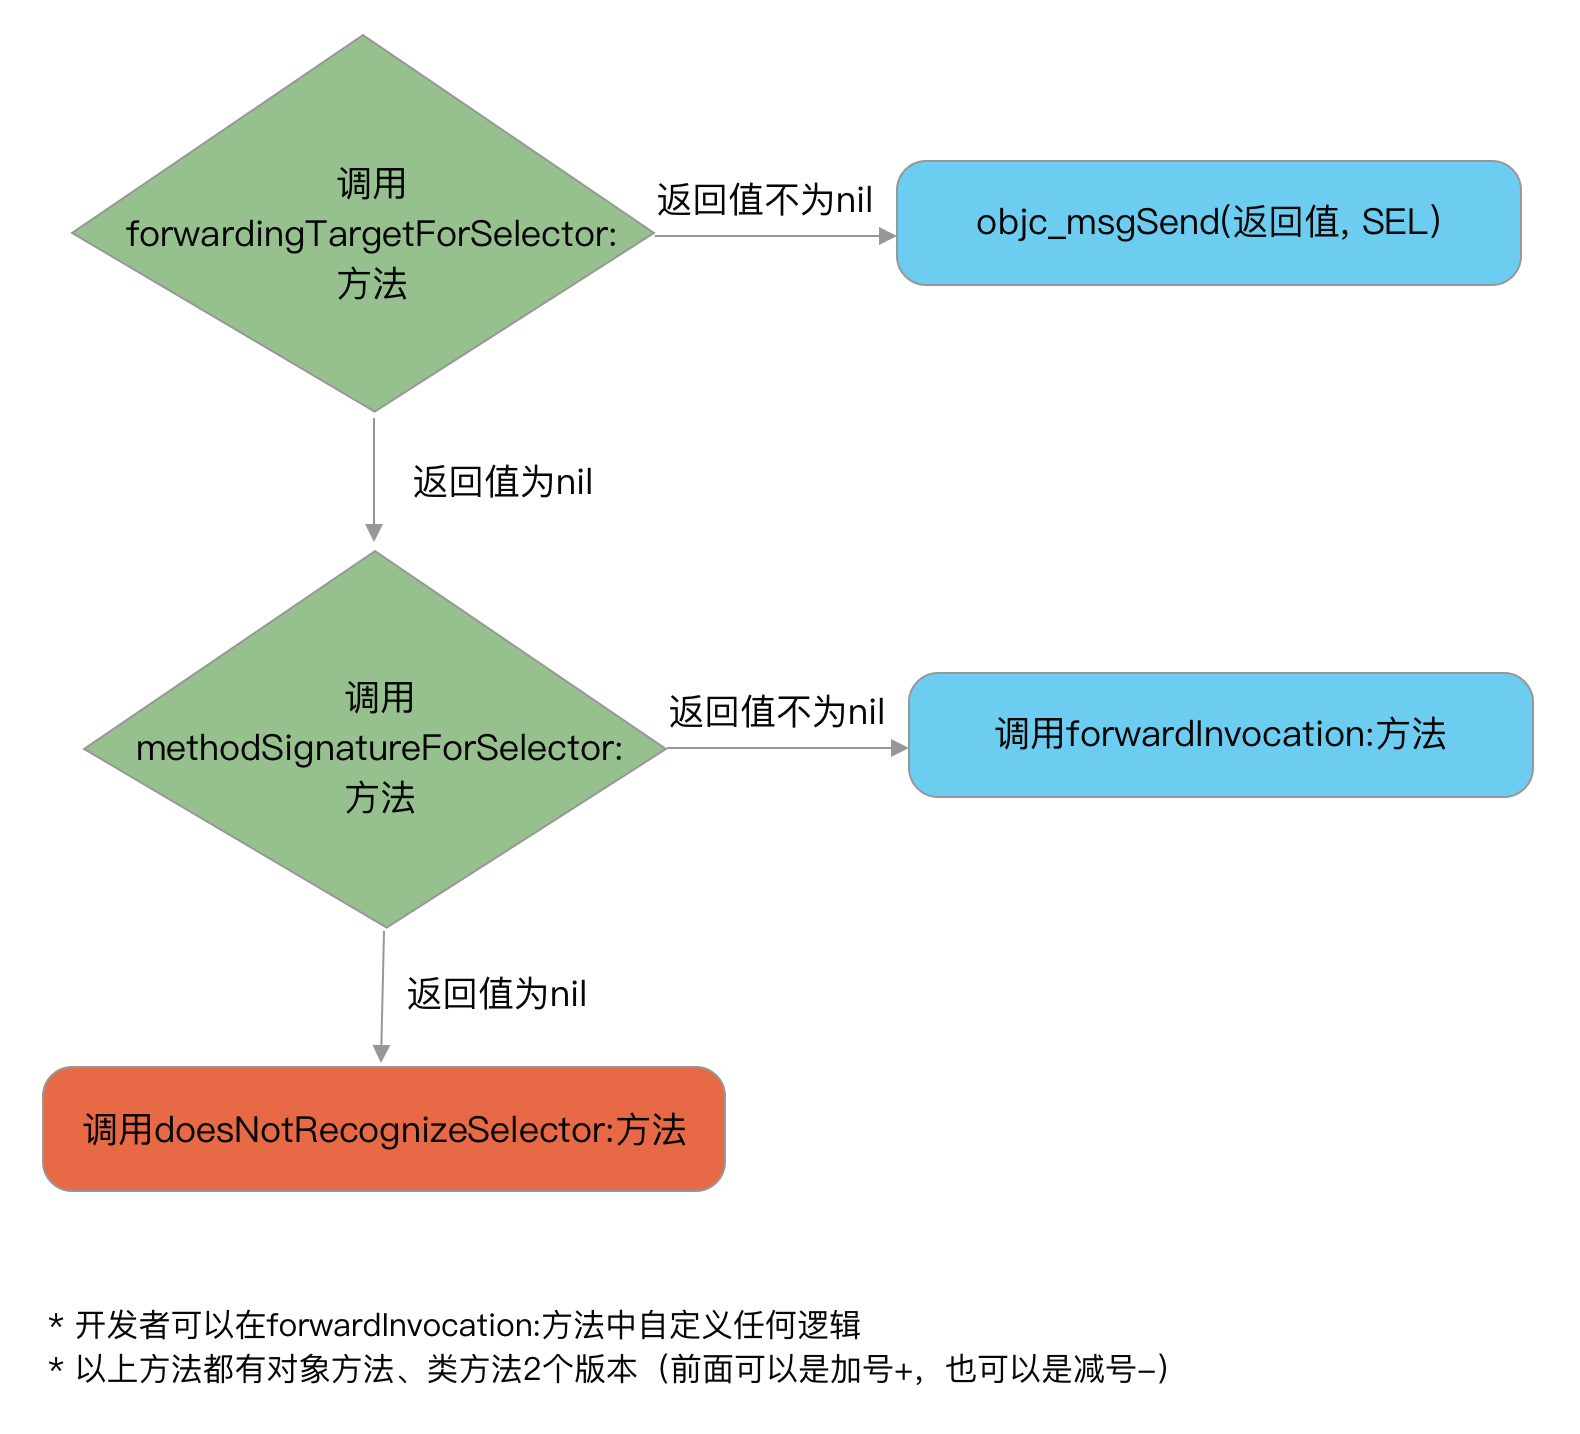 调用
forwardingTargetForSelector:
方法
返回值不为nil
objc_msgSend(返回值, SEL)
返回值为nil
调用
methodSignatureForSelector:
方法
返回值不为nil
调用forwardInvocation:方法
返回值为nil
调用doesNotRecognizeSelector:方法
* 开发者可以在forwardInvocation:方法中自定义任何逻辑
* 以上方法都有对象方法、类方法2个版本（前面可以是加号+，也可以是减号-）